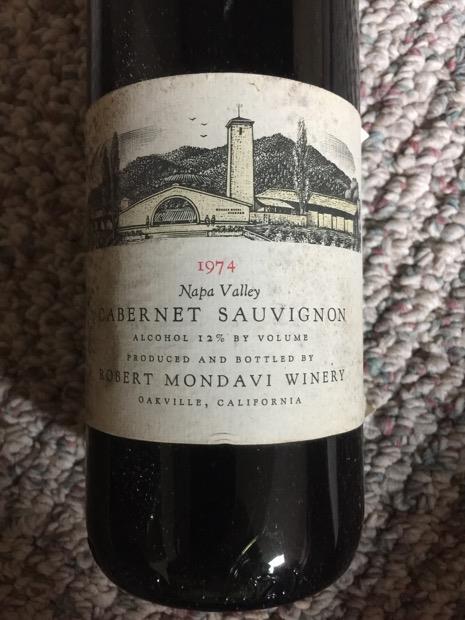 1974
Napa Valley
CABERNET SAUVIGNON
ALCOHOL 12% BY VOLUME
PRODUCED AND BOTTLED BY
ROBERT MONDAVI WINERY
OAKVILLE, CALIFORNIA